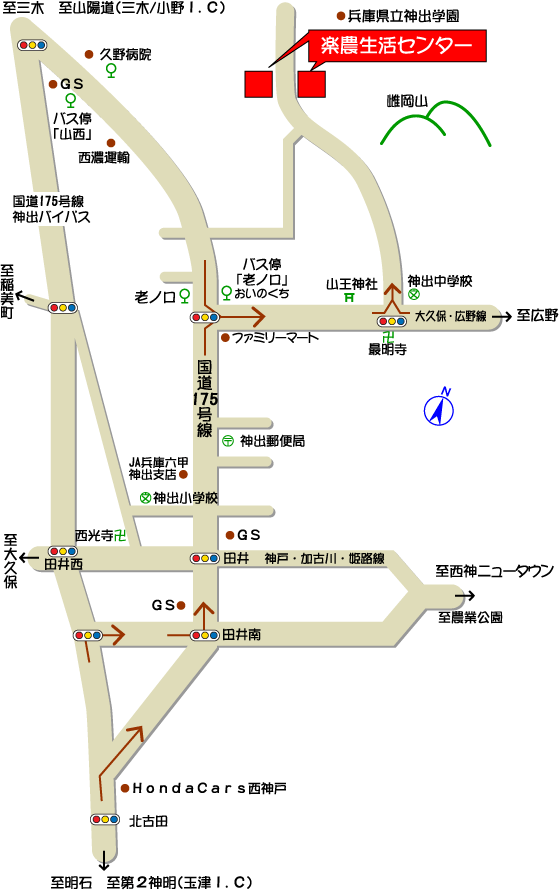 至三木　至山陽道(三木/小野Ｉ.Ｃ)
兵庫県立神出学園
楽農生活センター
久野病院
ＧＳ
バス停
「山西」
西濃運輸
雌岡山
国道175号線
神出バイパス
至稲美町
バス停
「老ノ口」
おいのくち
老ノ口
山王神社
神出中学校
大久保・広野線
至広野
最明寺
ファミリーマート
国道175号線
N
神出郵便局
JA兵庫六甲
神出支店
神出小学校
西光寺
ＧＳ
至大久保
田井西
田井
神戸・加古川・姫路線
至西神ニュータウン
至農業公園
ＧＳ
田井南
ＨｏｎｄａＣａｒｓ西神戸
北古田
至明石　至第２神明(玉津Ｉ.Ｃ)